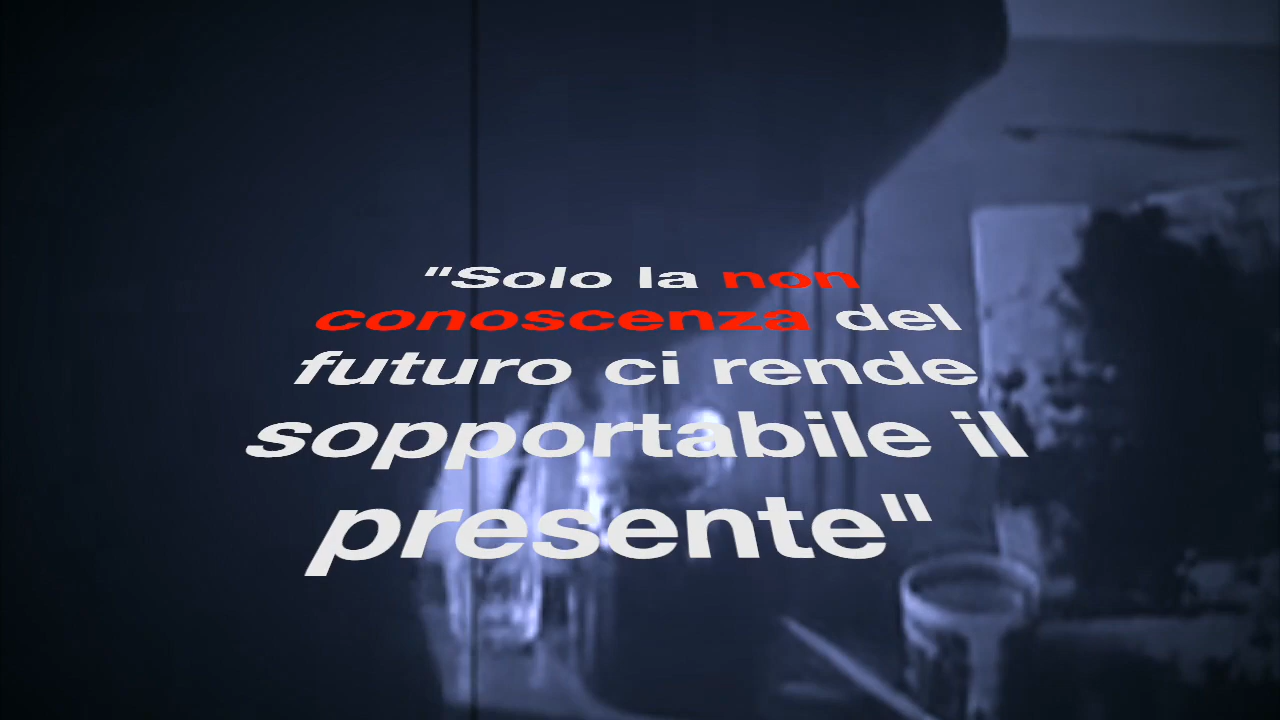 "Solo la non
conoscenza del
futuro ci rende
sopportabile il
presente"